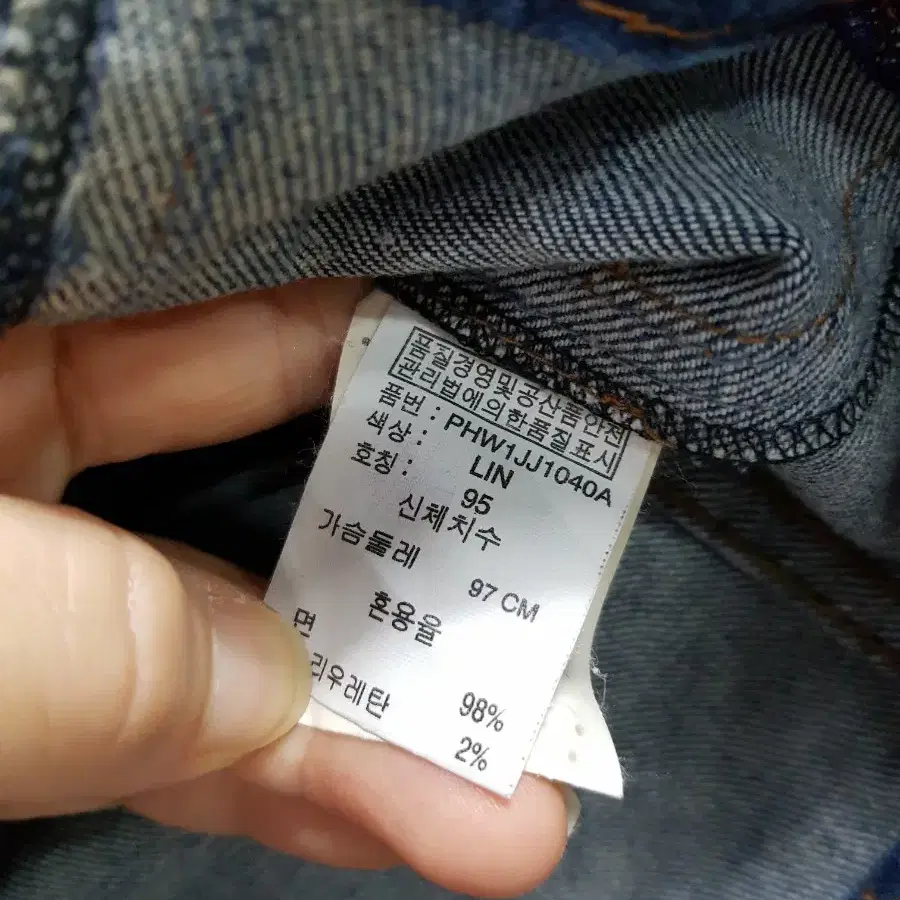 품질경영및공산품안전
관리법에의한품질표시
품번 : PHW1JJ1040A
색상 : LIN
호칭 : 95
신체치수
가슴둘레 97 CM
혼용율
면 98%
리우레탄 2%